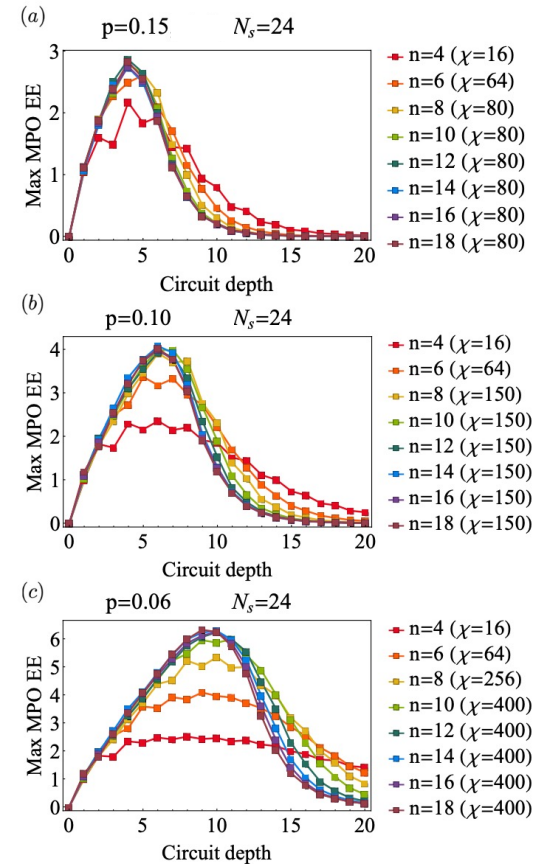 (a)
p=0.15 Nₛ=24
Max MPO EE
3
2
1
0
0 5 10 15 20
Circuit depth
n=4 (χ=16)
n=6 (χ=64)
n=8 (χ=80)
n=10 (χ=80)
n=12 (χ=80)
n=14 (χ=80)
n=16 (χ=80)
n=18 (χ=80)
(b)
p=0.10 Nₛ=24
Max MPO EE
4
3
2
1
0
0 5 10 15 20
Circuit depth
n=4 (χ=16)
n=6 (χ=64)
n=8 (χ=150)
n=10 (χ=150)
n=12 (χ=150)
n=14 (χ=150)
n=16 (χ=150)
n=18 (χ=150)
(c)
p=0.06 Nₛ=24
Max MPO EE
6
5
4
3
2
1
0
0 5 10 15 20
Circuit depth
n=4 (χ=16)
n=6 (χ=64)
n=8 (χ=256)
n=10 (χ=400)
n=12 (χ=400)
n=14 (χ=400)
n=16 (χ=400)
n=18 (χ=400)